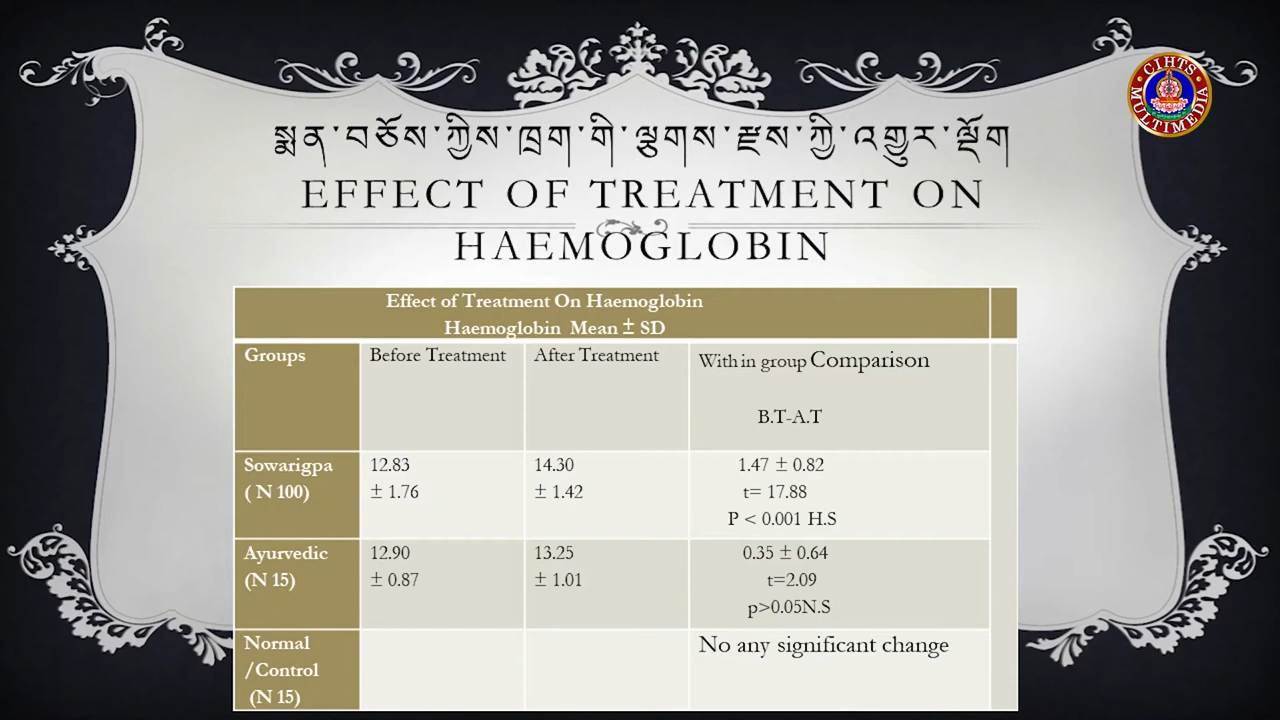 CIHTS
MULTIMEDIA
སྨན་བཅོས་ཀྱིས་ཁྲག་གི་ལྕགས་རྫས་ཀྱི་འགྱུར་ལྡོག
EFFECT OF TREATMENT ON
HAEMOGLOBIN
Effect of Treatment On Haemoglobin
Haemoglobin Mean ± SD
Groups
Before Treatment
After Treatment
With in group Comparison
B.T-A.T
Sowarigpa
( N 100)
12.83
± 1.76
14.30
± 1.42
1.47 ± 0.82
t= 17.88
P < 0.001 H.S
Ayurvedic
(N 15)
12.90
± 0.87
13.25
± 1.01
0.35 ± 0.64
t=2.09
p>0.05N.S
Normal
/Control
(N 15)
No any significant change